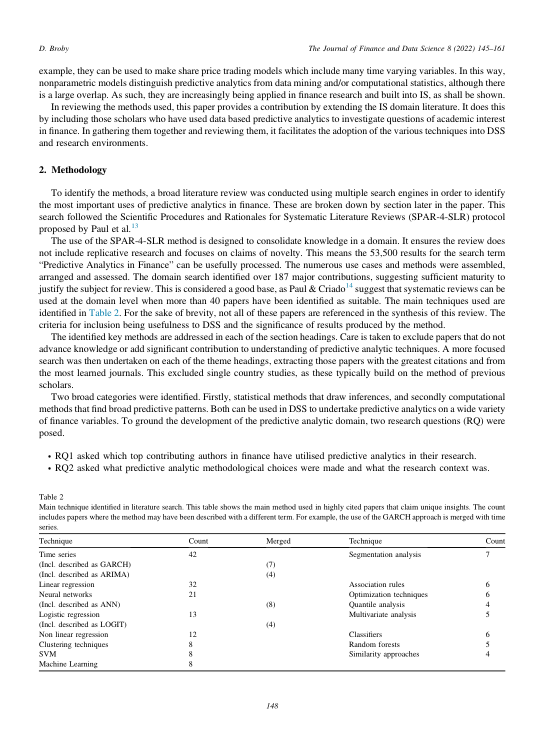 D. Broby
The Journal of Finance and Data Science 8 (2022) 145–161
example, they can be used to make share price trading models which include many time varying variables. In this way,
nonparametric models distinguish predictive analytics from data mining and/or computational statistics, although there
is a large overlap. As such, they are increasingly being applied in finance research and built into IS, as shall be shown.
In reviewing the methods used, this paper provides a contribution by extending the IS domain literature. It does this
by including those scholars who have used data based predictive analytics to investigate questions of academic interest
in finance. In gathering them together and reviewing them, it facilitates the adoption of the various techniques into DSS
and research environments.
2. Methodology
To identify the methods, a broad literature review was conducted using multiple search engines in order to identify
the most important uses of predictive analytics in finance. These are broken down by section later in the paper. This
search followed the Scientific Procedures and Rationales for Systematic Literature Reviews (SPAR-4-SLR) protocol
proposed by Paul et al.13
The use of the SPAR-4-SLR method is designed to consolidate knowledge in a domain. It ensures the review does
not include replicative research and focuses on claims of novelty. This means the 53,500 results for the search term
“Predictive Analytics in Finance” can be usefully processed. The numerous use cases and methods were assembled,
arranged and assessed. The domain search identified over 187 major contributions, suggesting sufficient maturity to
justify the subject for review. This is considered a good base, as Paul & Criado14 suggest that systematic reviews can be
used at the domain level when more than 40 papers have been identified as suitable. The main techniques used are
identified in Table 2. For the sake of brevity, not all of these papers are referenced in the synthesis of this review. The
criteria for inclusion being usefulness to DSS and the significance of results produced by the method.
The identified key methods are addressed in each of the section headings. Care is taken to exclude papers that do not
advance knowledge or add significant contribution to understanding of predictive analytic techniques. A more focused
search was then undertaken on each of the theme headings, extracting those papers with the greatest citations and from
the most learned journals. This excluded single country studies, as these typically build on the method of previous
scholars.
Two broad categories were identified. Firstly, statistical methods that draw inferences, and secondly computational
methods that find broad predictive patterns. Both can be used in DSS to undertake predictive analytics on a wide variety
of finance variables. To ground the development of the predictive analytic domain, two research questions (RQ) were
posed.
• RQ1 asked which top contributing authors in finance have utilised predictive analytics in their research.
• RQ2 asked what predictive analytic methodological choices were made and what the research context was.
Table 2
Main technique identified in literature search. This table shows the main method used in highly cited papers that claim unique insights. The count
includes papers where the method may have been described with a different term. For example, the use of the GARCH approach is merged with time
series.
Technique Count Merged Technique Count
Time series 42 Segmentation analysis 7
(Incl. described as GARCH) (7)
(Incl. described as ARIMA) (4)
Linear regression 32 Association rules 6
Neural networks 21 Optimization techniques 6
(Incl. described as ANN) (8) Quantile analysis 4
Logistic regression 13 Multivariate analysis 5
(Incl. described as LOGIT) (4)
Non linear regression 12 Classifiers 6
Clustering techniques 8 Random forests 5
SVM 8 Similarity approaches 4
Machine Learning 8
148